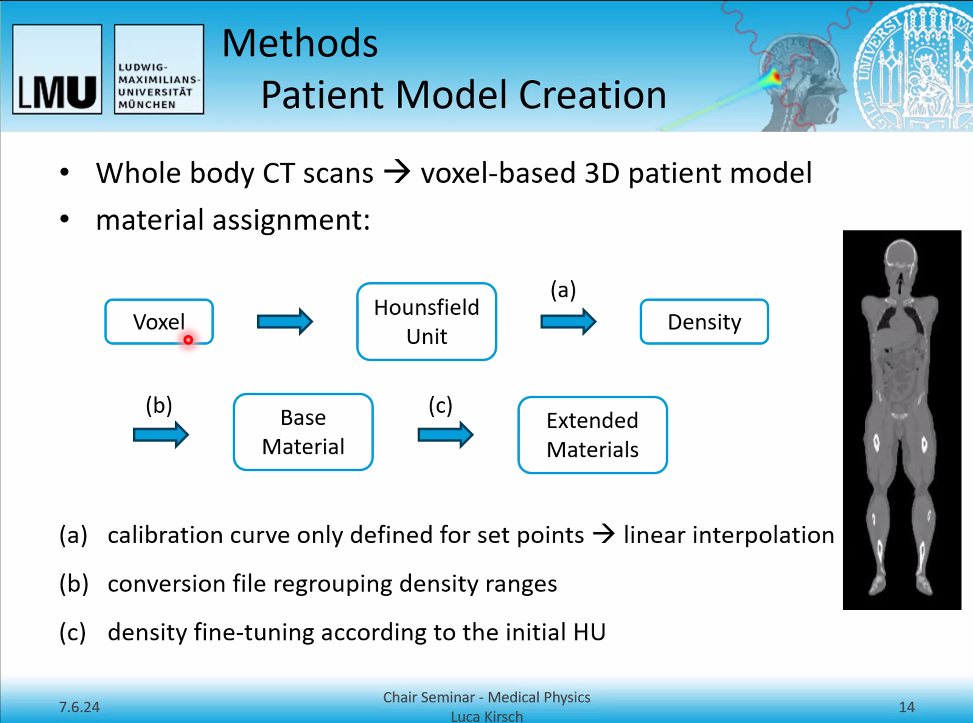 Methods
Patient Model Creation
LMU
LUDWIG-
MAXIMILIANS-
UNIVERSITÄT
MÜNCHEN
• Whole body CT scans → voxel-based 3D patient model
• material assignment:
Voxel
Hounsfield
Unit
(a)
Density
(b)
Base
Material
(c)
Extended
Materials
(a) calibration curve only defined for set points → linear interpolation
(b) conversion file regrouping density ranges
(c) density fine-tuning according to the initial HU
7.6.24
Chair Seminar - Medical Physics
Luca Kirsch
14